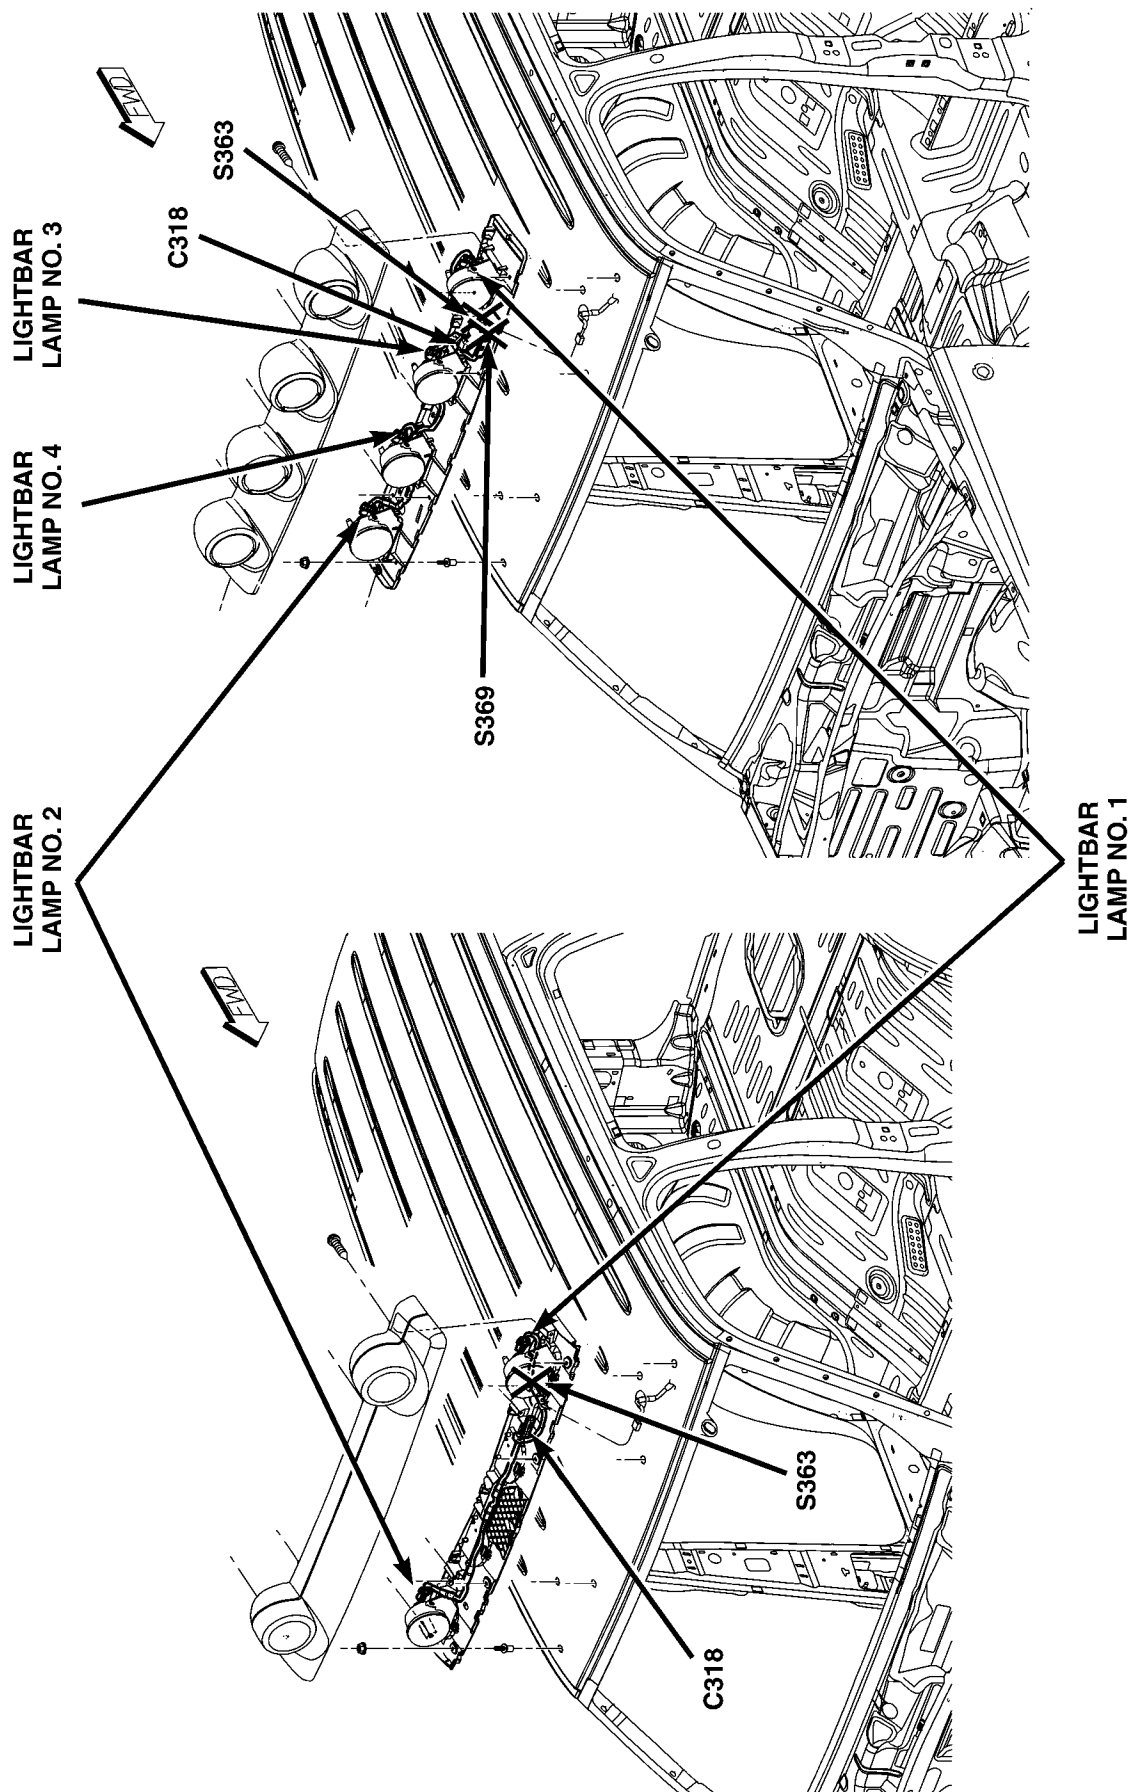 LIGHTBAR
LAMP NO. 2
LIGHTBAR
LAMP NO. 4
LIGHTBAR
LAMP NO. 3
C318
S363
FWD
FWD
S369
C318
S363
LIGHTBAR
LAMP NO. 1